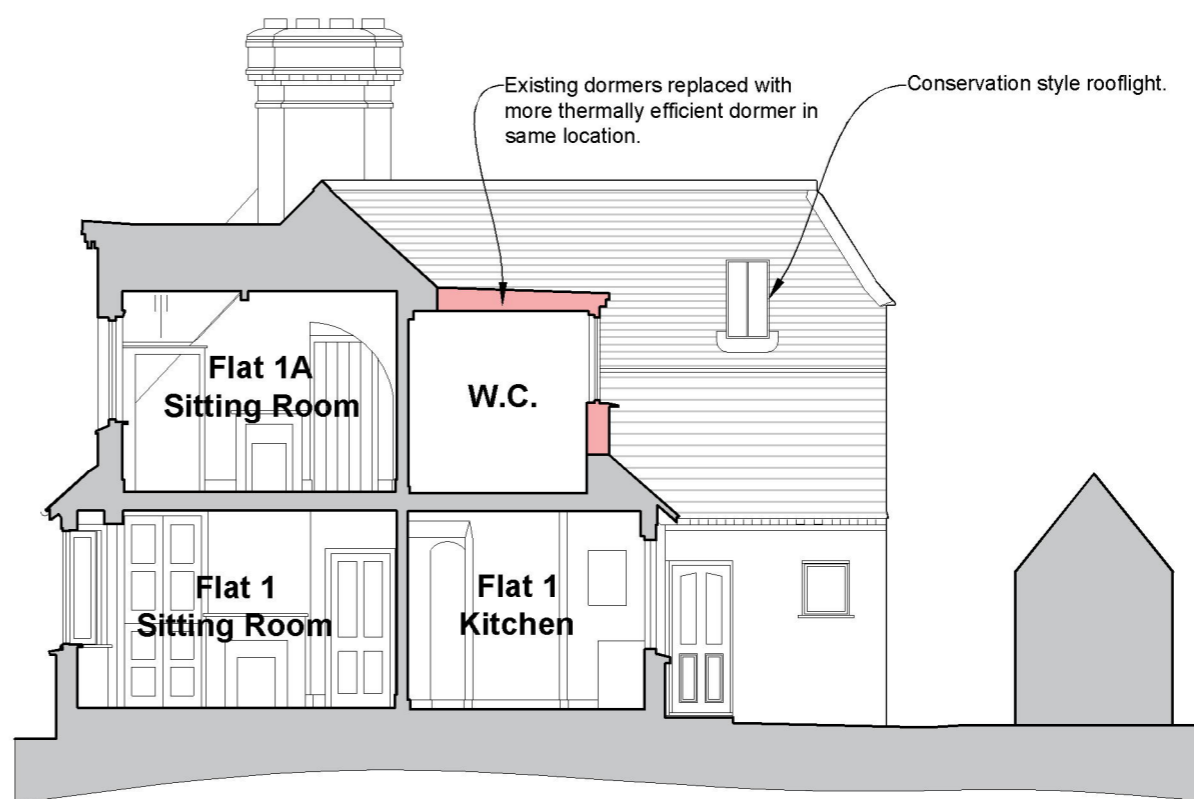 Existing dormers replaced with
more thermally efficient dormer in
same location.
Conservation style rooflight.
Flat 1A
Sitting Room
W.C.
Flat 1
Sitting Room
Flat 1
Kitchen